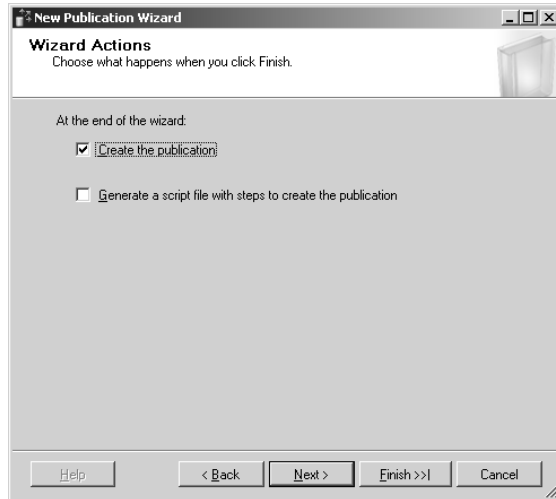 New Publication Wizard
Wizard Actions
Choose what happens when you click Finish.
At the end of the wizard:
Create the publication
Generate a script file with steps to create the publication
Help
< Back
Next >
Finish >>|
Cancel